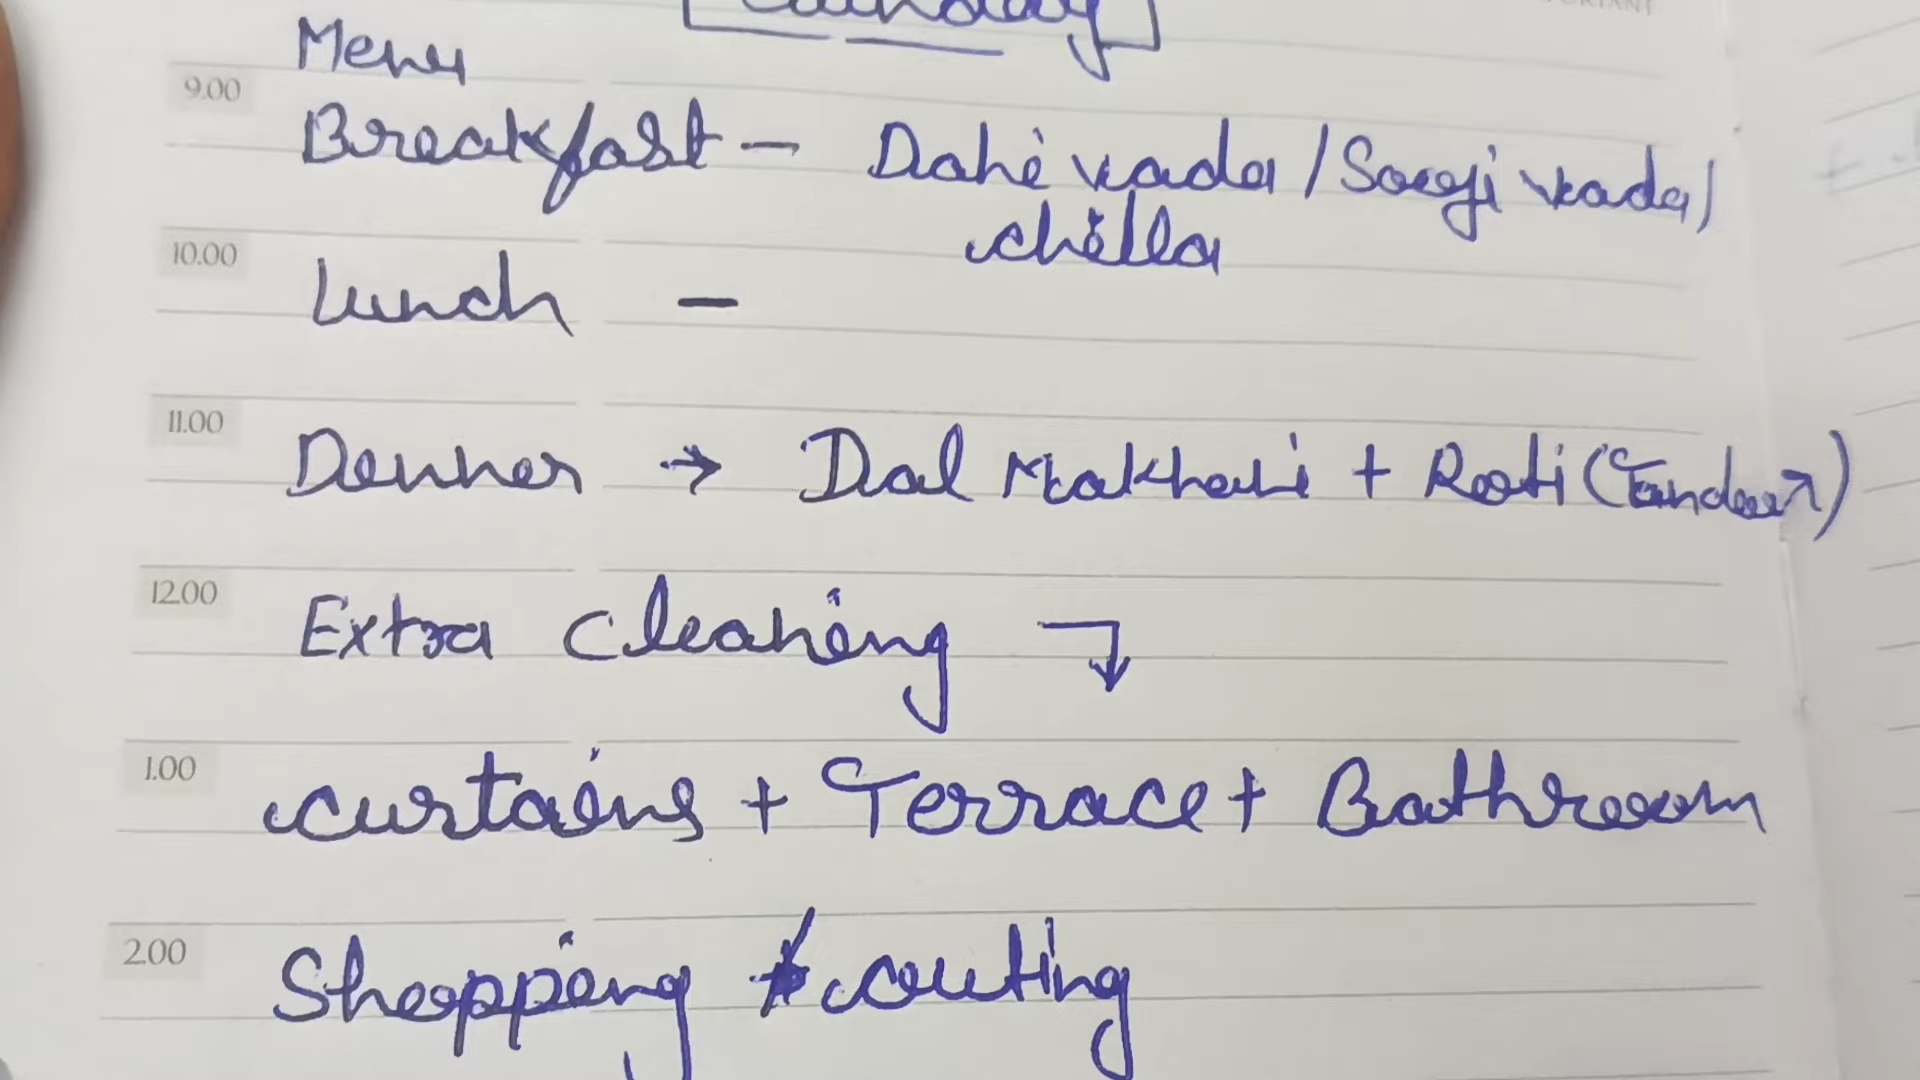 Menu
9.00
Breakfast - Dahi vada / Sooji vada /
chilla
10.00
Lunch -
11.00
Dinner → Dal Makhani + Roti (Tandoor)
12.00
Extra Cleaning
1.00
curtains + Terrace + Bathroom
2.00
Shopping / outing